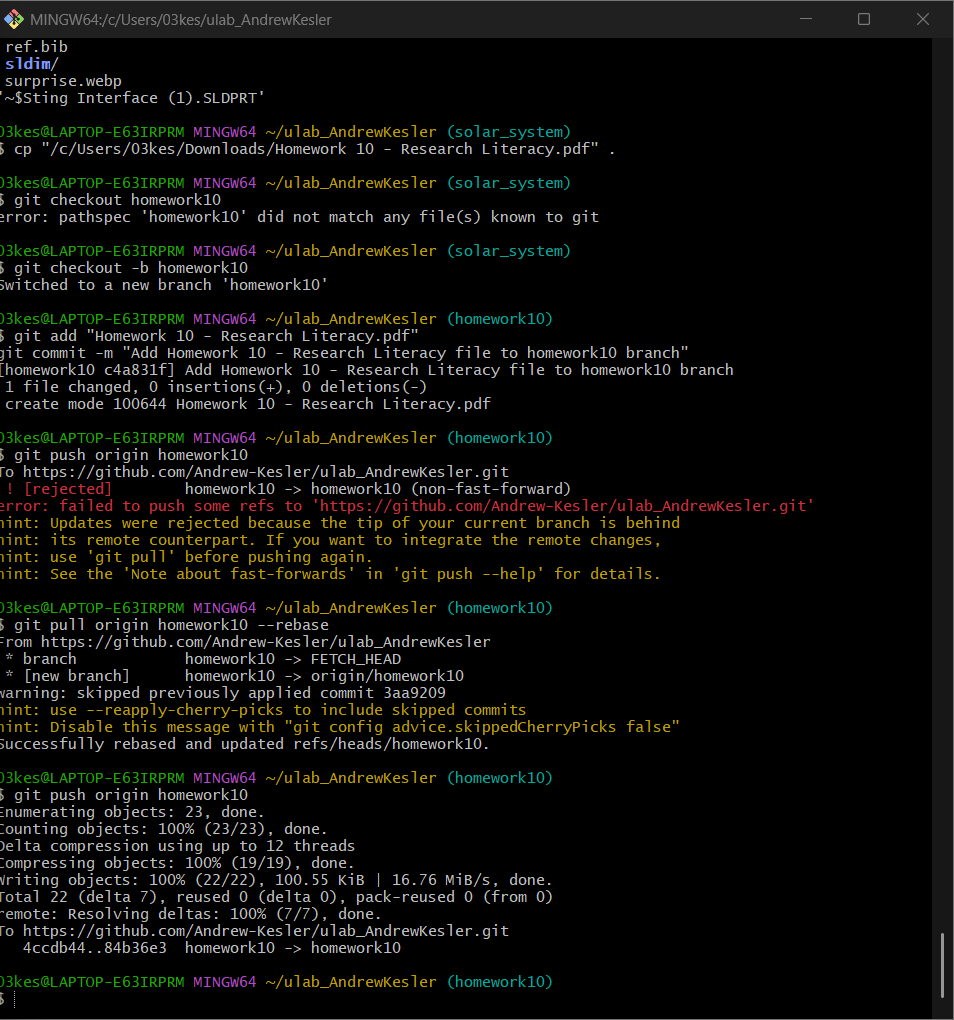 MINGW64:/c/Users/03kes/ulab_AndrewKesler
ref.bib
sldim/
surprise.webp
'~$Sting Interface (1).SLDPRT'
03kes@LAPTOP-E63IRPRM MINGW64 ~/ulab_AndrewKesler (solar_system)
$ cp "/c/Users/03kes/Downloads/Homework 10 - Research Literacy.pdf" .
03kes@LAPTOP-E63IRPRM MINGW64 ~/ulab_AndrewKesler (solar_system)
$ git checkout homework10
error: pathspec 'homework10' did not match any file(s) known to git
03kes@LAPTOP-E63IRPRM MINGW64 ~/ulab_AndrewKesler (solar_system)
$ git checkout -b homework10
Switched to a new branch 'homework10'
03kes@LAPTOP-E63IRPRM MINGW64 ~/ulab_AndrewKesler (homework10)
$ git add "Homework 10 - Research Literacy.pdf"
git commit -m "Add Homework 10 - Research Literacy file to homework10 branch"
[homework10 c4a831f] Add Homework 10 - Research Literacy file to homework10 branch
1 file changed, 0 insertions(+), 0 deletions(-)
create mode 100644 Homework 10 - Research Literacy.pdf
03kes@LAPTOP-E63IRPRM MINGW64 ~/ulab_AndrewKesler (homework10)
$ git push origin homework10
To https://github.com/Andrew-Kesler/ulab_AndrewKesler.git
! [rejected] homework10 -> homework10 (non-fast-forward)
error: failed to push some refs to 'https://github.com/Andrew-Kesler/ulab_AndrewKesler.git'
hint: Updates were rejected because the tip of your current branch is behind
hint: its remote counterpart. If you want to integrate the remote changes,
hint: use 'git pull' before pushing again.
hint: See the 'Note about fast-forwards' in 'git push --help' for details.
03kes@LAPTOP-E63IRPRM MINGW64 ~/ulab_AndrewKesler (homework10)
$ git pull origin homework10 --rebase
From https://github.com/Andrew-Kesler/ulab_AndrewKesler
* branch homework10 -> FETCH_HEAD
* [new branch] homework10 -> origin/homework10
warning: skipped previously applied commit 3aa9209
hint: use --reapply-cherry-picks to include skipped commits
hint: Disable this message with "git config advice.skippedCherryPicks false"
Successfully rebased and updated refs/heads/homework10.
03kes@LAPTOP-E63IRPRM MINGW64 ~/ulab_AndrewKesler (homework10)
$ git push origin homework10
Enumerating objects: 23, done.
Counting objects: 100% (23/23), done.
Delta compression using up to 12 threads
Compressing objects: 100% (19/19), done.
Writing objects: 100% (22/22), 100.55 KiB | 16.76 MiB/s, done.
Total 22 (delta 7), reused 0 (delta 0), pack-reused 0 (from 0)
remote: Resolving deltas: 100% (7/7), done.
To https://github.com/Andrew-Kesler/ulab_AndrewKesler.git
4ccdb44..84b36e3 homework10 -> homework10
03kes@LAPTOP-E63IRPRM MINGW64 ~/ulab_AndrewKesler (homework10)
$